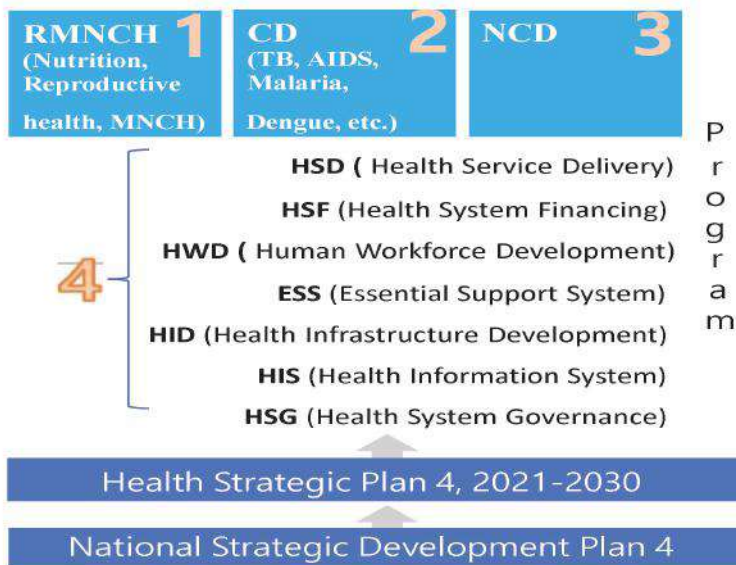 RMNCH 1
(Nutrition,
Reproductive
health, MNCH)
CD 2
(TB, AIDS,
Malaria,
Dengue, etc.)
NCD 3
Program
4
HSD ( Health Service Delivery)
HSF (Health System Financing)
HWD ( Human Workforce Development)
ESS (Essential Support System)
HID (Health Infrastructure Development)
HIS (Health Information System)
HSG (Health System Governance)
Health Strategic Plan 4, 2021-2030
National Strategic Development Plan 4